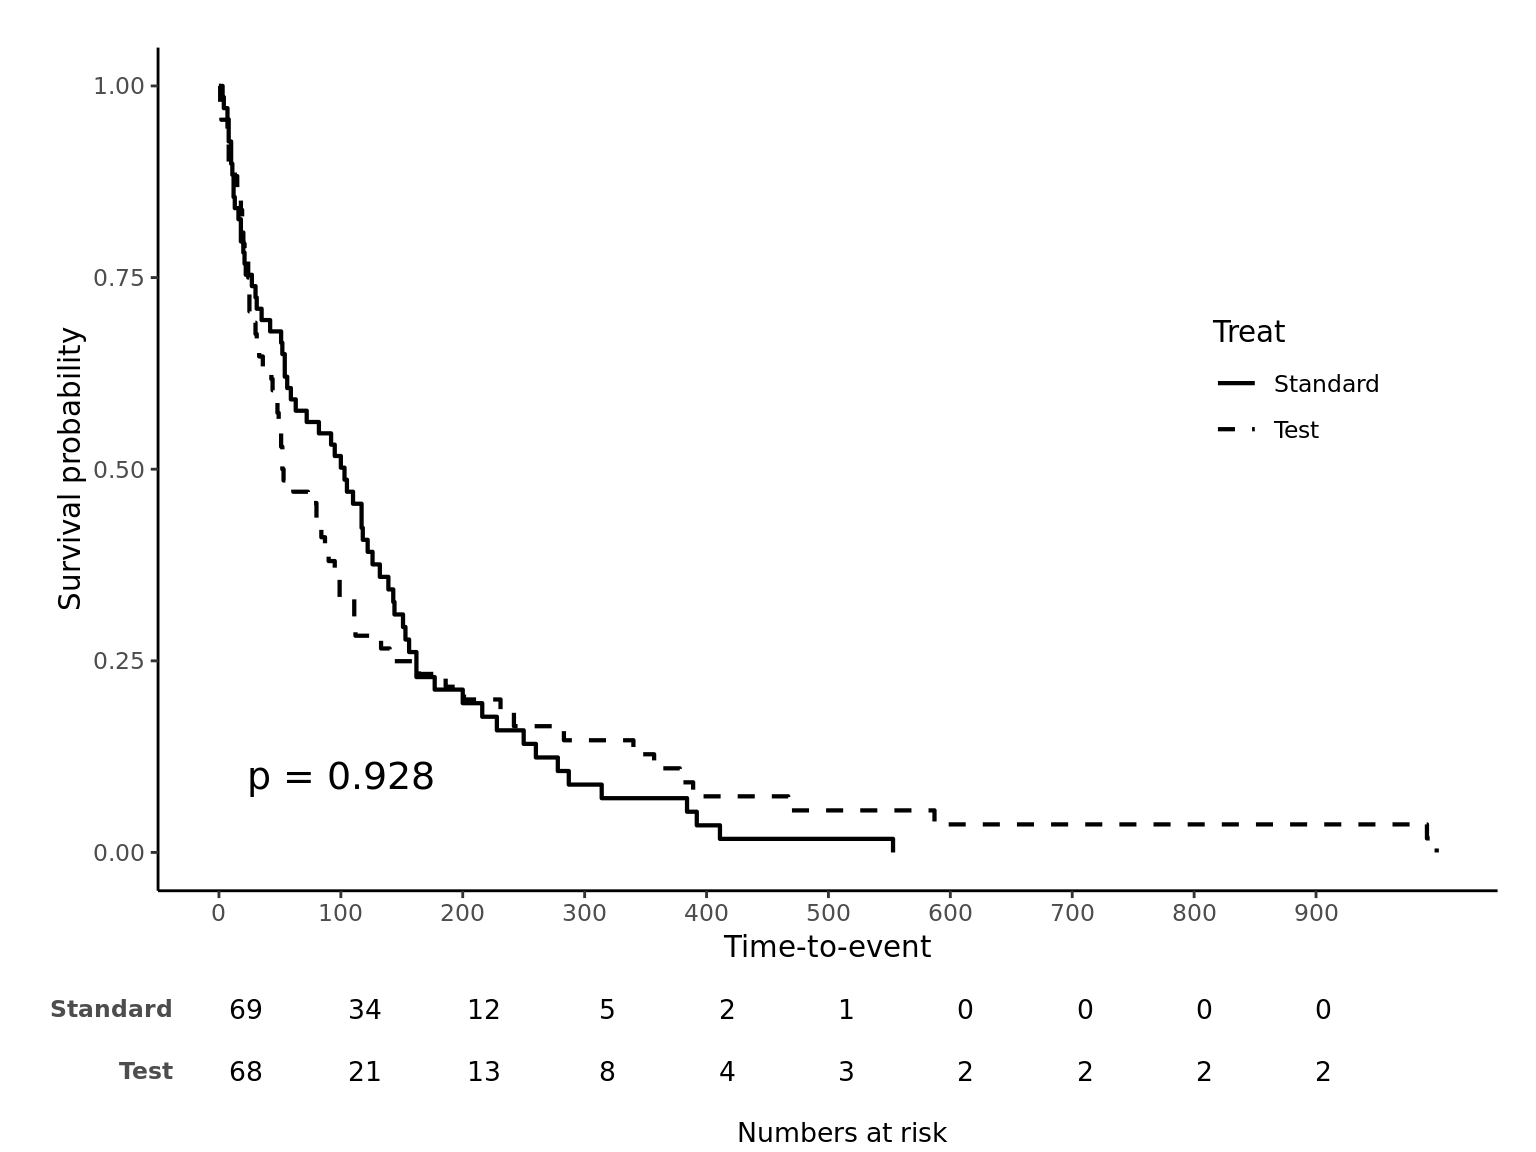 1.00
0.75
0.50
0.25
0.00
Survival probability
p = 0.928
Treat
Standard
Test
0 100 200 300 400 500 600 700 800 900
Time-to-event
Standard 69 34 12 5 2 1 0 0 0 0
Test 68 21 13 8 4 3 2 2 2 2
Numbers at risk